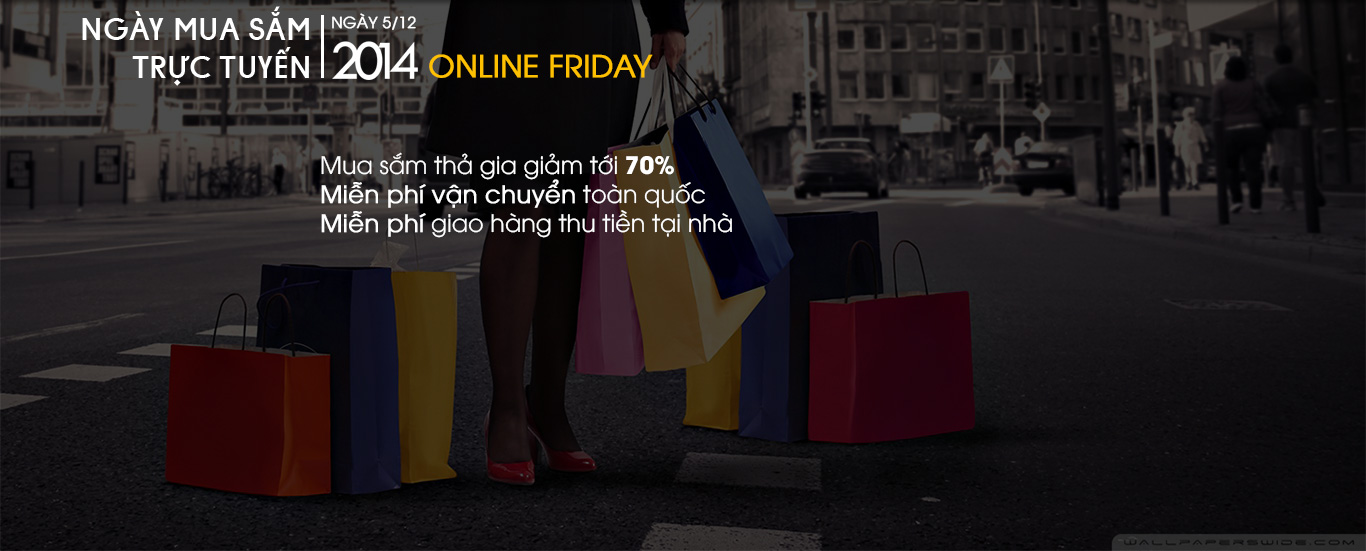 NGÀY MUA SẮM
TRỰC TUYẾN
NGÀY 5/12
2014
ONLINE FRIDAY
Mua sắm thả gia giảm tới 70%
Miễn phí vận chuyển toàn quốc
Miễn phí giao hàng thu tiền tại nhà
WALLPAPERSWIDE.COM